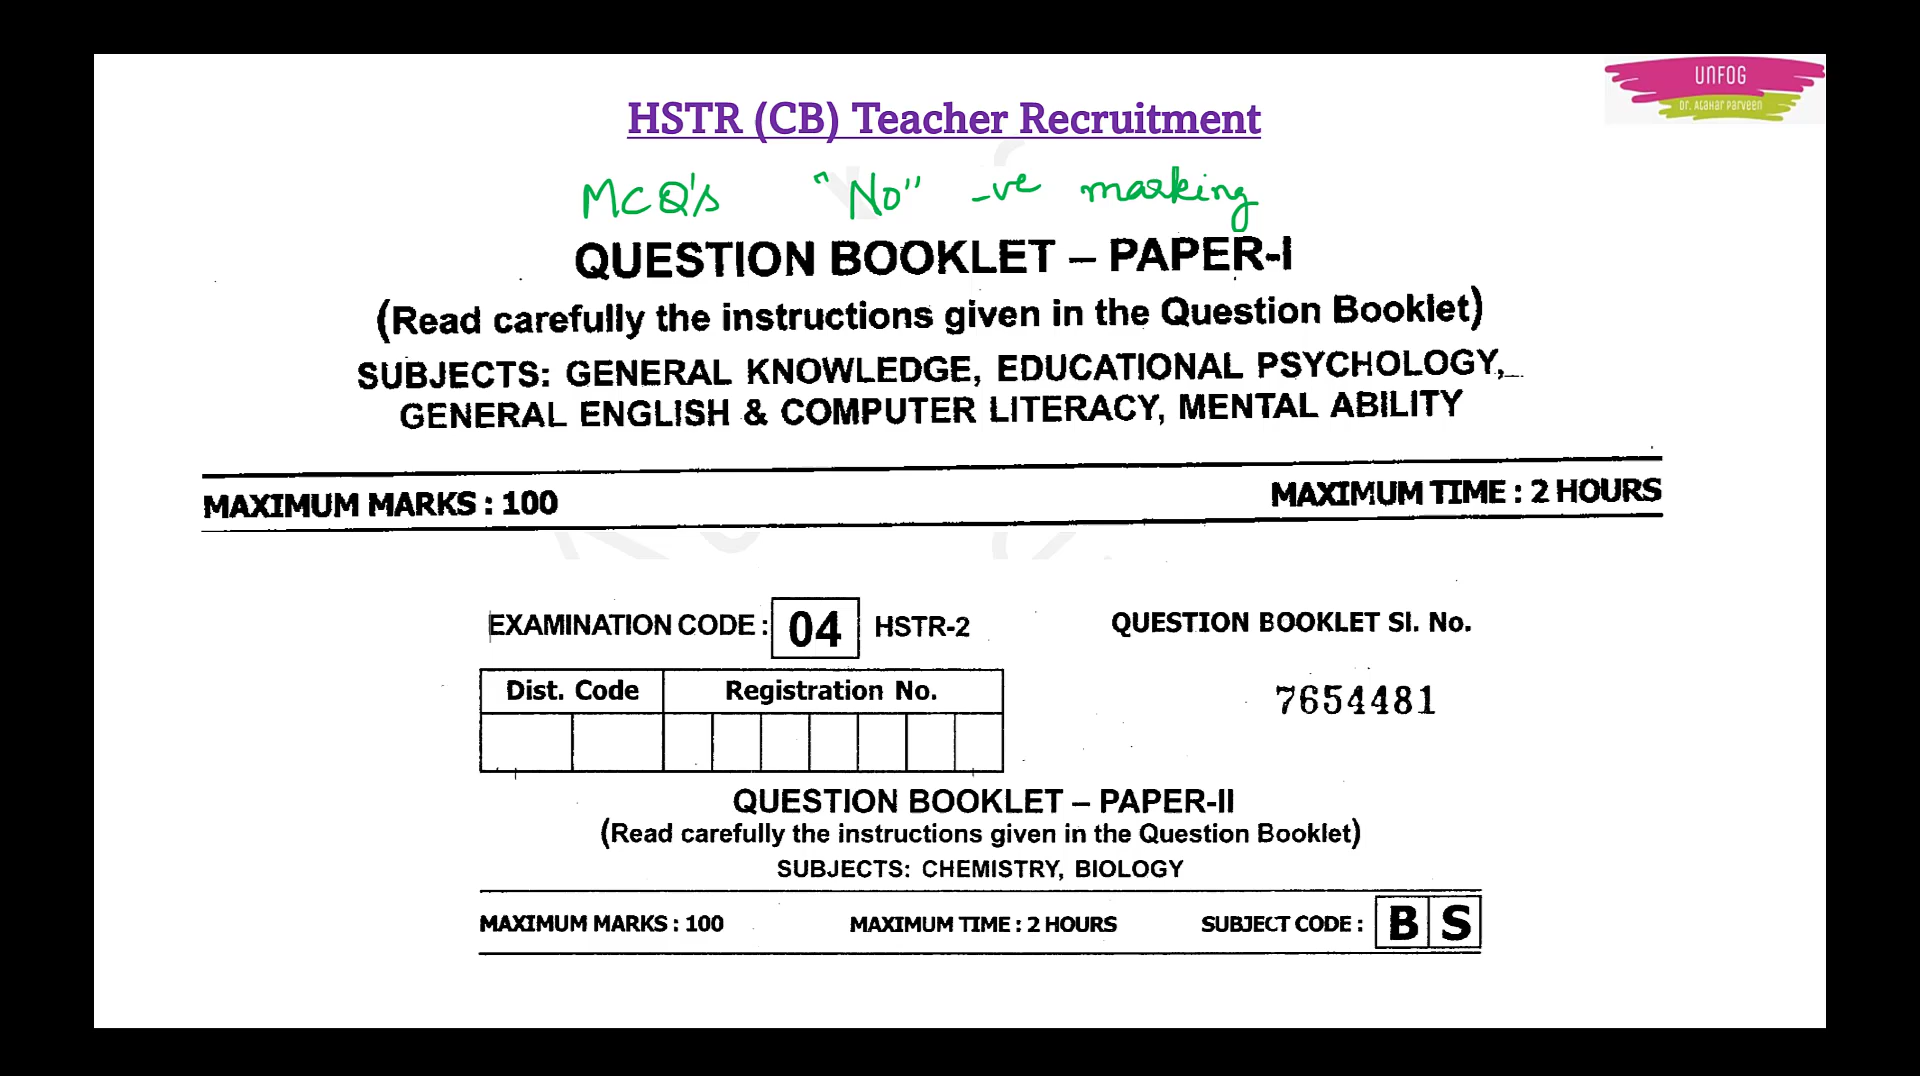 UNFOG
Dr. Atahar Parveen
HSTR (CB) Teacher Recruitment
MCQ's "No" -ve marking
QUESTION BOOKLET – PAPER-I
(Read carefully the instructions given in the Question Booklet)
SUBJECTS: GENERAL KNOWLEDGE, EDUCATIONAL PSYCHOLOGY,
GENERAL ENGLISH & COMPUTER LITERACY, MENTAL ABILITY
MAXIMUM MARKS : 100 MAXIMUM TIME : 2 HOURS
EXAMINATION CODE : 04 HSTR-2 QUESTION BOOKLET Sl. No.
Dist. Code Registration No.
7654481
QUESTION BOOKLET – PAPER-II
(Read carefully the instructions given in the Question Booklet)
SUBJECTS: CHEMISTRY, BIOLOGY
MAXIMUM MARKS : 100 MAXIMUM TIME : 2 HOURS SUBJECT CODE : B S